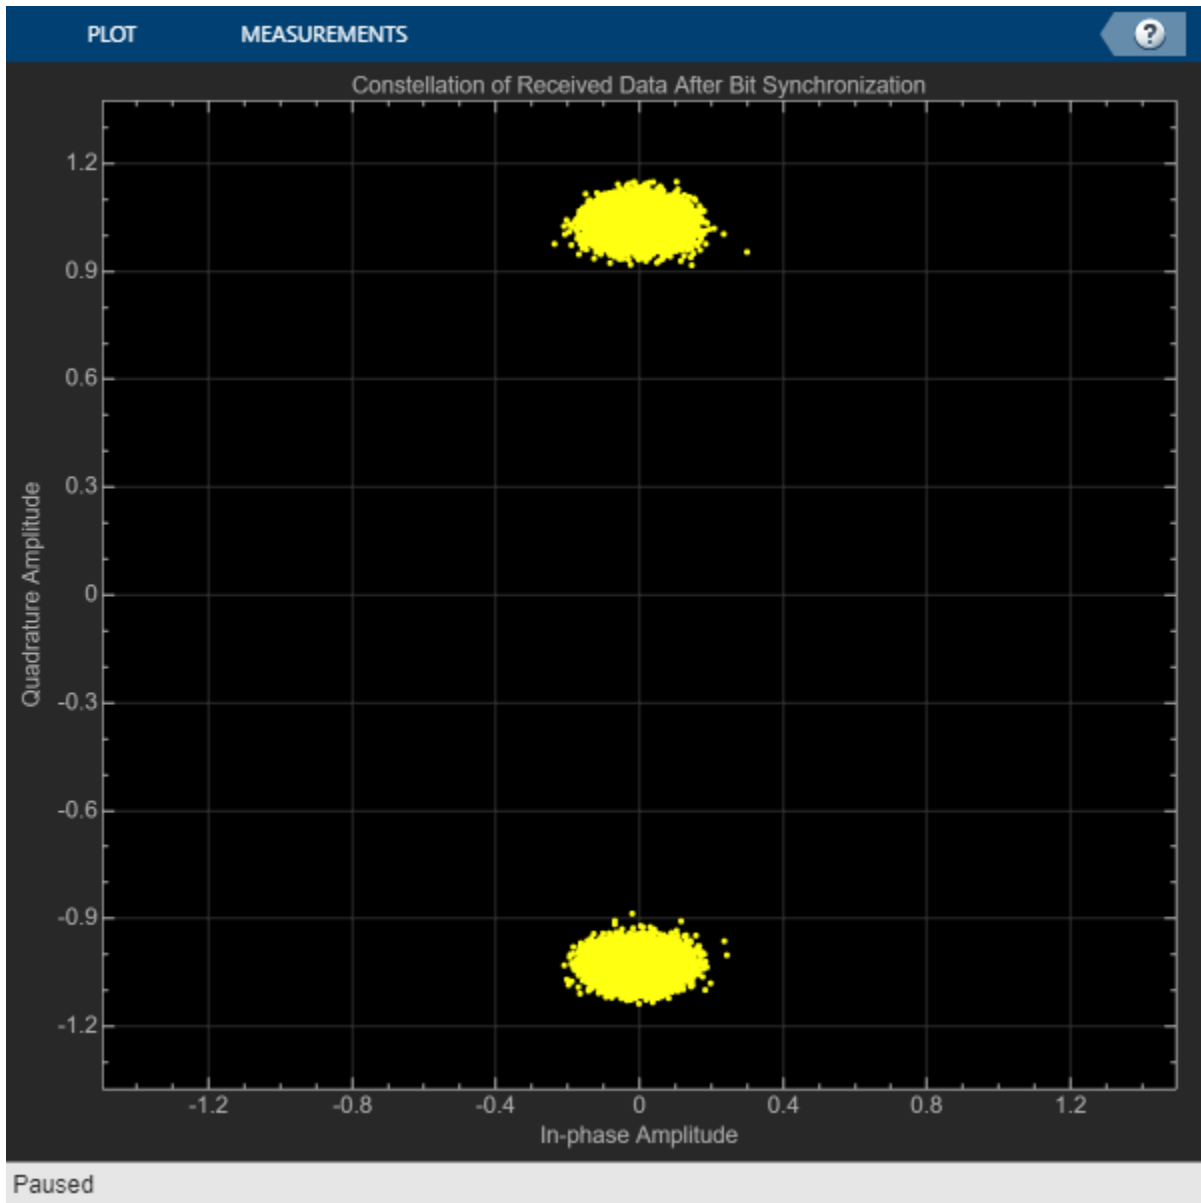 PLOT MEASUREMENTS ?
Constellation of Received Data After Bit Synchronization
1.2
0.9
0.6
0.3
0
-0.3
-0.6
-0.9
-1.2
Quadrature Amplitude
-1.2 -0.8 -0.4 0 0.4 0.8 1.2
In-phase Amplitude
Paused